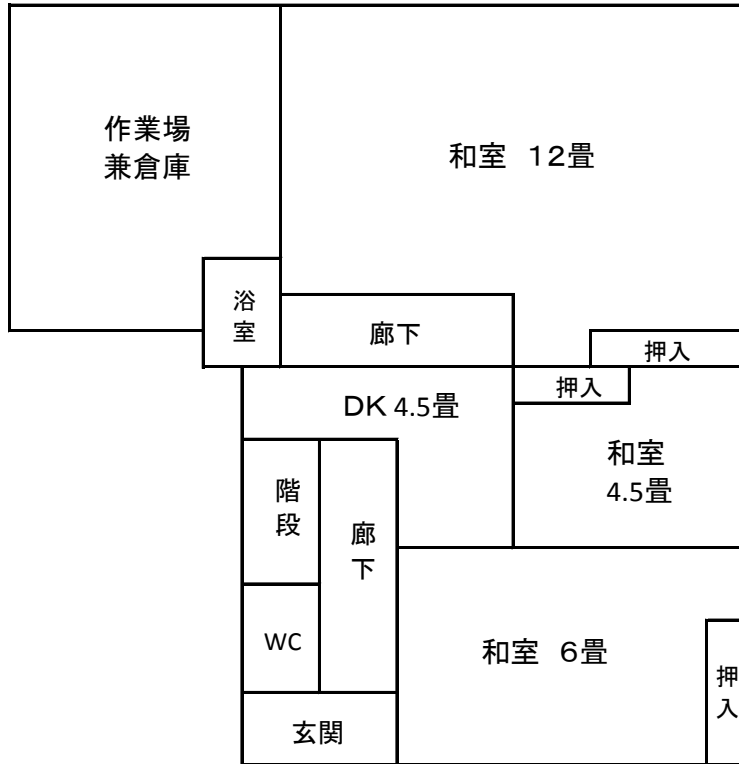 作業場
兼倉庫
和室　12畳
浴
室
廊下
押入
押入
DK 4.5畳
和室
4.5畳
階
段
廊
下
WC
和室　6畳
押
入
玄関